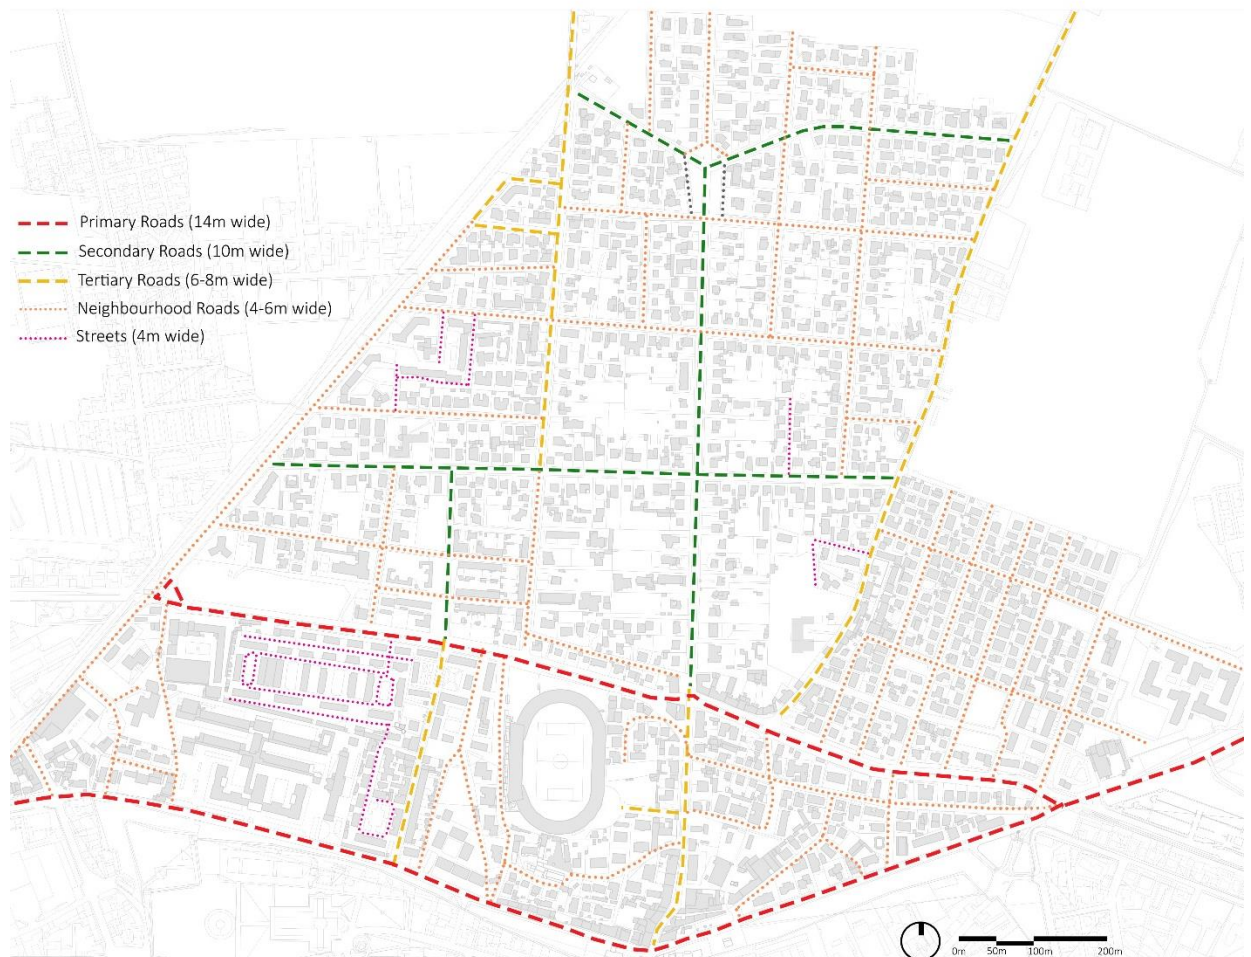 Primary Roads (14m wide)
Secondary Roads (10m wide)
Tertiary Roads (6-8m wide)
Neighbourhood Roads (4-6m wide)
Streets (4m wide)
0m 50m 100m 200m